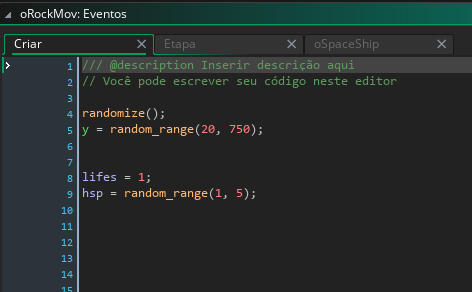 oRockMov: Eventos
Criar
Etapa
oSpaceShip
1 /// @description Inserir descrição aqui
2 // Você pode escrever seu código neste editor
3
4 randomize();
5 y = random_range(20, 750);
6
7
8 lifes = 1;
9 hsp = random_range(1, 5);
10
11
12
13
14
15